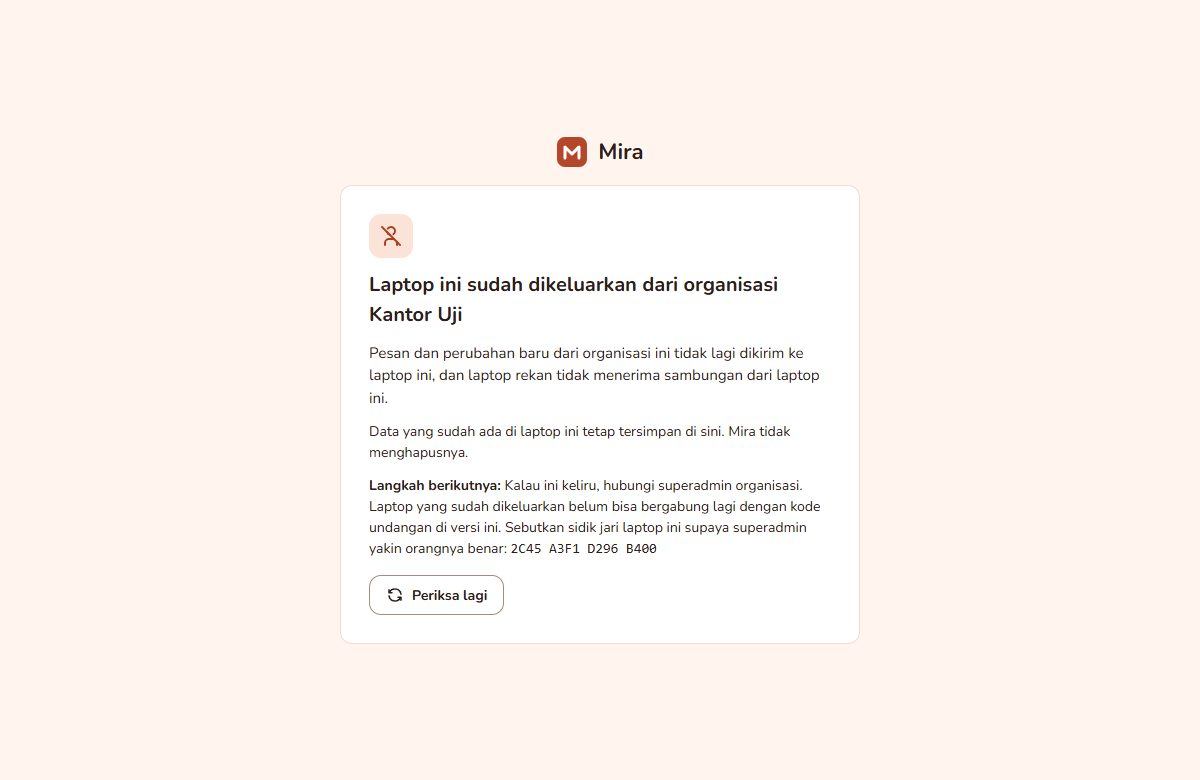 Mira
Laptop ini sudah dikeluarkan dari organisasi
Kantor Uji
Pesan dan perubahan baru dari organisasi ini tidak lagi dikirim ke
laptop ini, dan laptop rekan tidak menerima sambungan dari laptop
ini.
Data yang sudah ada di laptop ini tetap tersimpan di sini. Mira tidak
menghapusnya.
Langkah berikutnya: Kalau ini keliru, hubungi superadmin organisasi.
Laptop yang sudah dikeluarkan belum bisa bergabung lagi dengan kode
undangan di versi ini. Sebutkan sidik jari laptop ini supaya superadmin
yakin orangnya benar: 2C45 A3F1 D296 B400
Periksa lagi